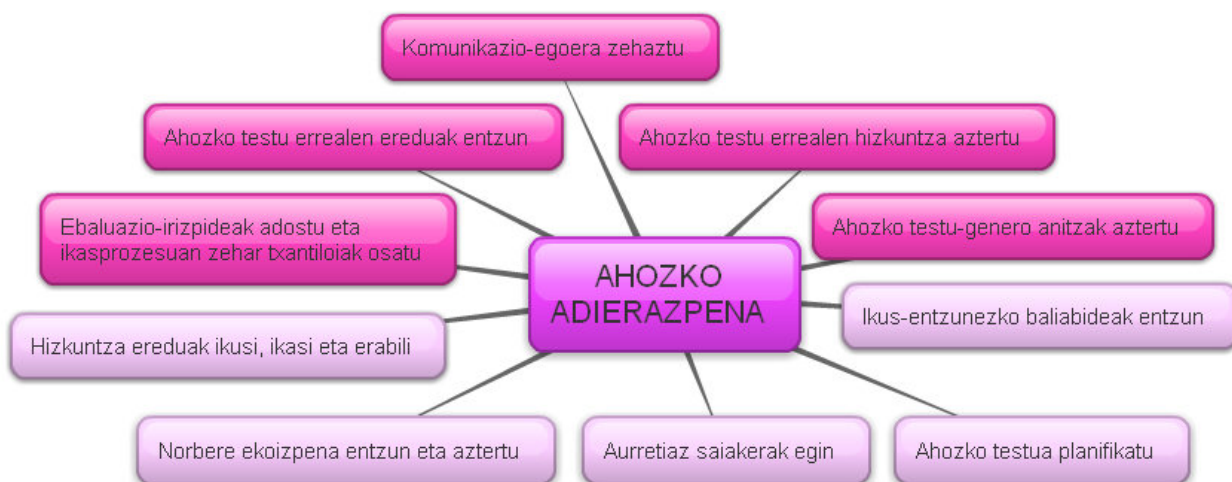 Komunikazio-egoera zehaztu
Ahozko testu errealen ereduak entzun
Ahozko testu errealen hizkuntza aztertu
Ebaluazio-irizpideak adostu eta
ikasprozesuan zehar txantiloiak osatu
Ahozko testu-genero anitzak aztertu
AHOZKO
ADIERAZPENA
Ikus-entzunezko baliabideak entzun
Hizkuntza ereduak ikusi, ikasi eta erabili
Norbere ekoizpena entzun eta aztertu
Aurretiaz saiakerak egin
Ahozko testua planifikatu